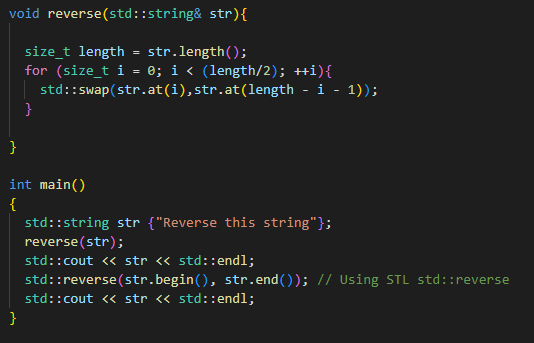 void reverse(std::string& str){
size_t length = str.length();
for (size_t i = 0; i < (length/2); ++i){
std::swap(str.at(i),str.at(length - i - 1));
}
}
int main()
{
std::string str {"Reverse this string"};
reverse(str);
std::cout << str << std::endl;
std::reverse(str.begin(), str.end()); // Using STL std::reverse
std::cout << str << std::endl;
}